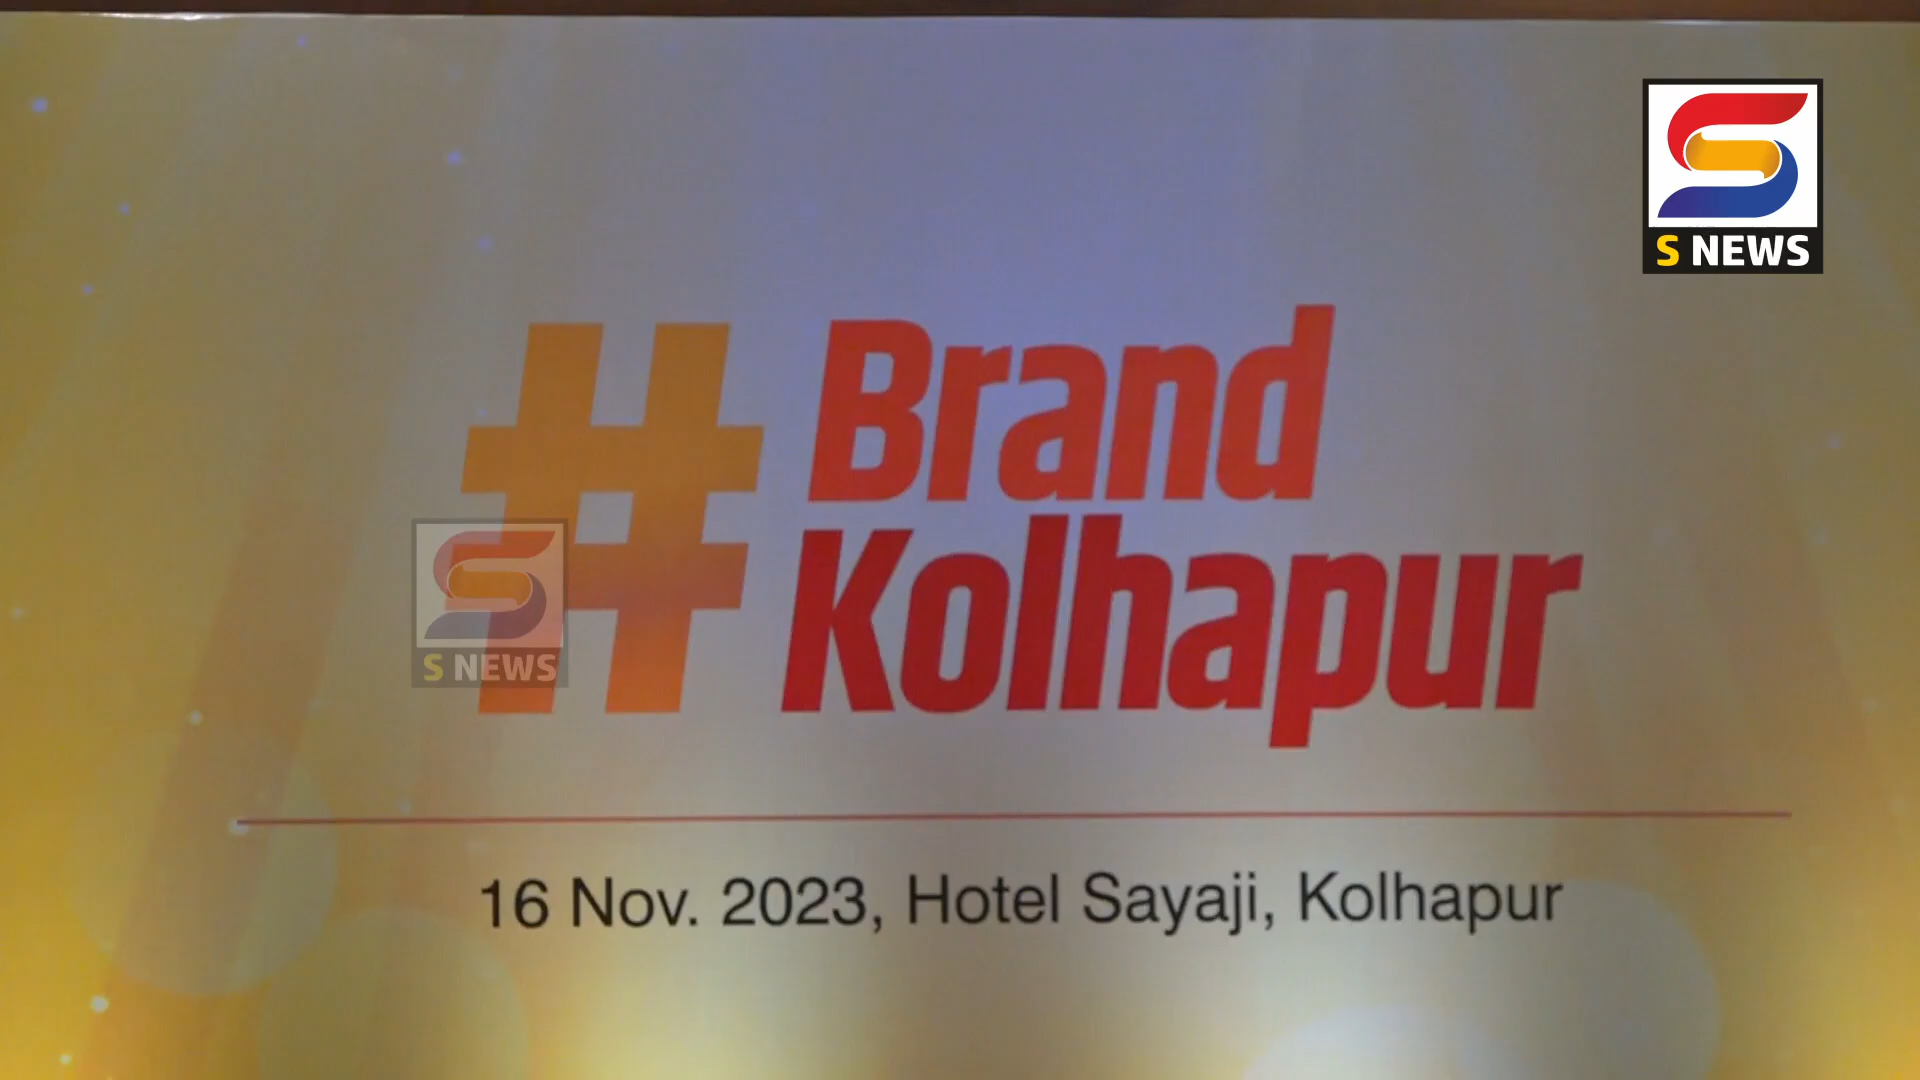 S NEWS
# Brand
Kolhapur
S NEWS
16 Nov. 2023, Hotel Sayaji, Kolhapur